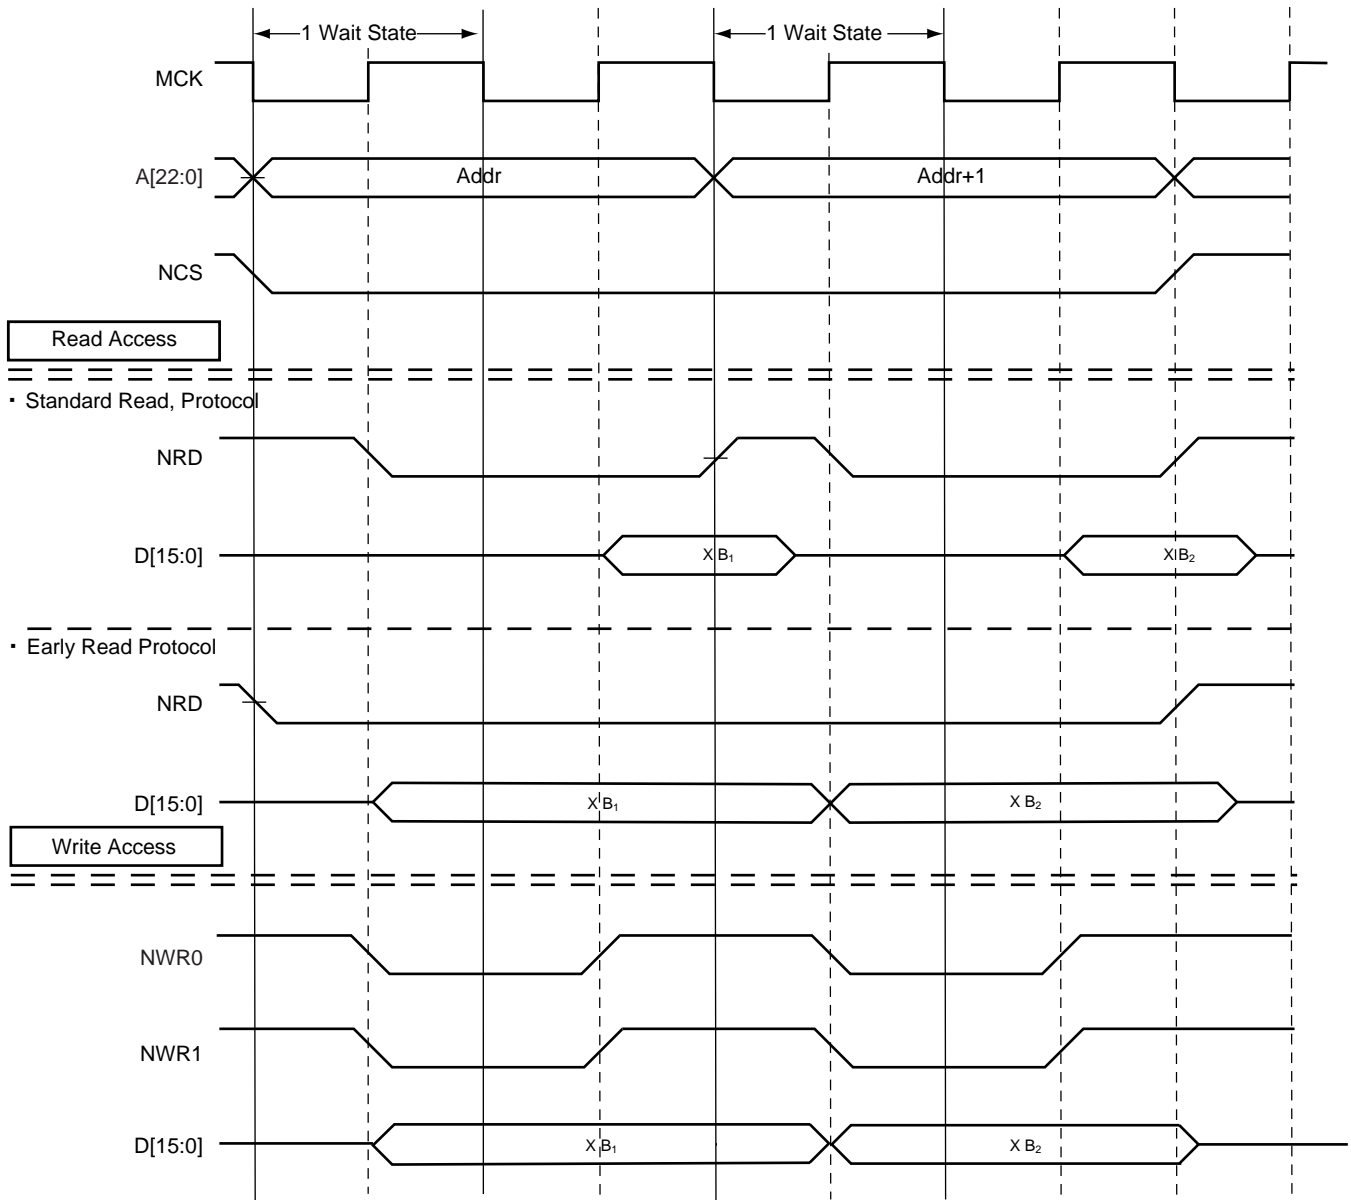 1 Wait State 1 Wait State
MCK
A[22:0] Addr Addr+1
NCS
Read Access
· Standard Read, Protocol
NRD
D[15:0] X B₁ X B₂
· Early Read Protocol
NRD
D[15:0] X B₁ X B₂
Write Access
NWR0
NWR1
D[15:0] X B₁ X B₂